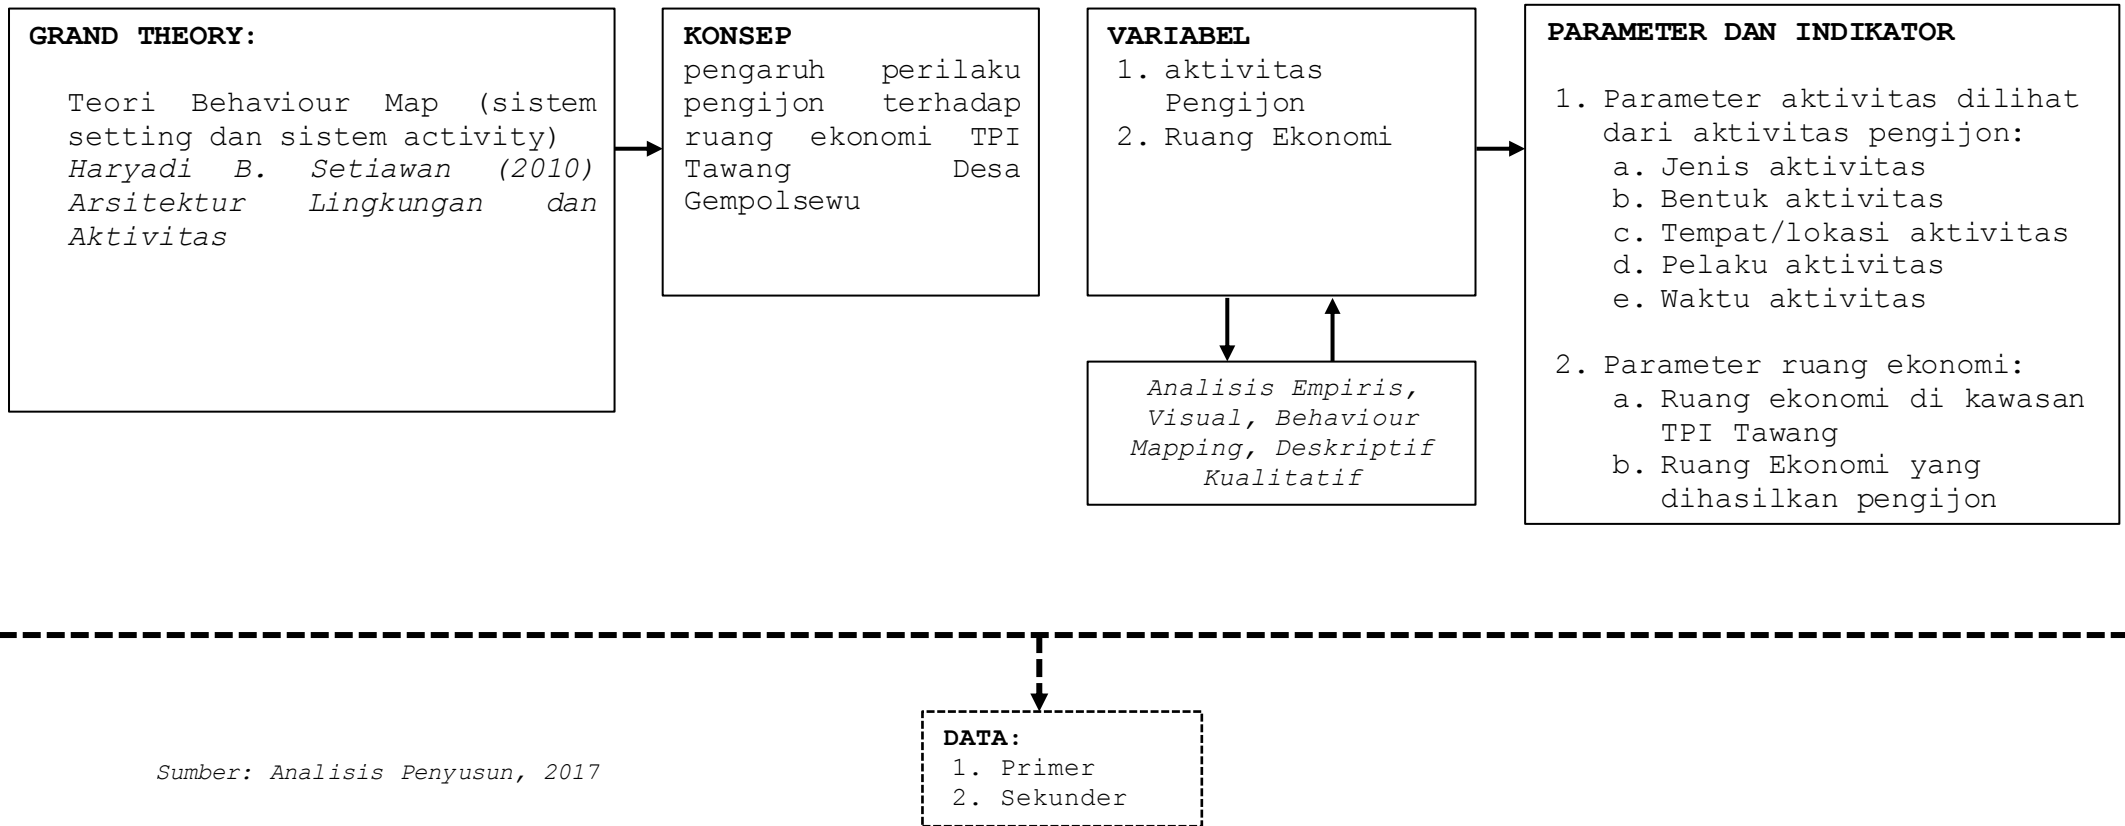 GRAND THEORY:
Teori Behaviour Map (sistem
setting dan sistem activity)
Haryadi B. Setiawan (2010)
Arsitektur Lingkungan dan
Aktivitas
KONSEP
pengaruh perilaku
pengijon terhadap
ruang ekonomi TPI
Tawang Desa
Gempolsewu
VARIABEL
1. aktivitas
Pengijon
2. Ruang Ekonomi
Analisis Empiris,
Visual, Behaviour
Mapping, Deskriptif
Kualitatif
PARAMETER DAN INDIKATOR
1. Parameter aktivitas dilihat
dari aktivitas pengijon:
a. Jenis aktivitas
b. Bentuk aktivitas
c. Tempat/lokasi aktivitas
d. Pelaku aktivitas
e. Waktu aktivitas
2. Parameter ruang ekonomi:
a. Ruang ekonomi di kawasan
TPI Tawang
b. Ruang Ekonomi yang
dihasilkan pengijon
DATA:
1. Primer
2. Sekunder
Sumber: Analisis Penyusun, 2017